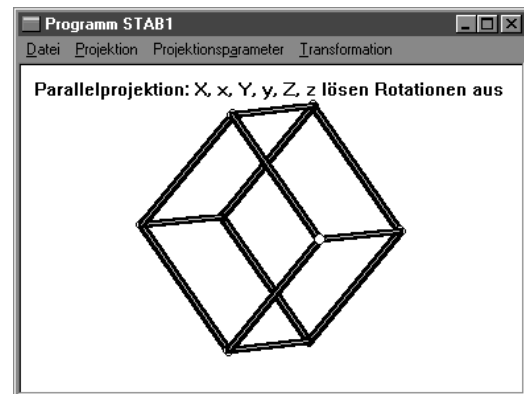 Programm STAB1
Datei Projektion Projektionsparameter Transformation
Parallelprojektion: X, x, Y, y, Z, z lösen Rotationen aus